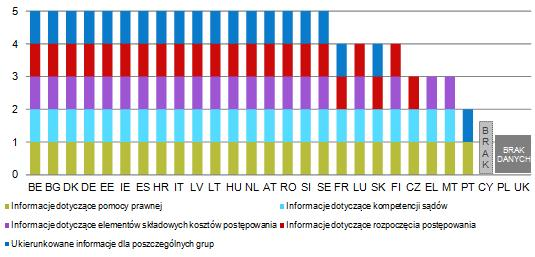 5
4
3
2
1
0
BRAK
BRAK
DANYCH
BE BG DK DE EE IE ES HR IT LV LT HU NL AT RO SI SE FR LU SK FI CZ EL MT PT CY PL UK
Informacje dotyczące pomocy prawnej Informacje dotyczące kompetencji sądów
Informacje dotyczące elementów składowych kosztów postępowania Informacje dotyczące rozpoczęcia postępowania
Ukierunkowane informacje dla poszczególnych grup